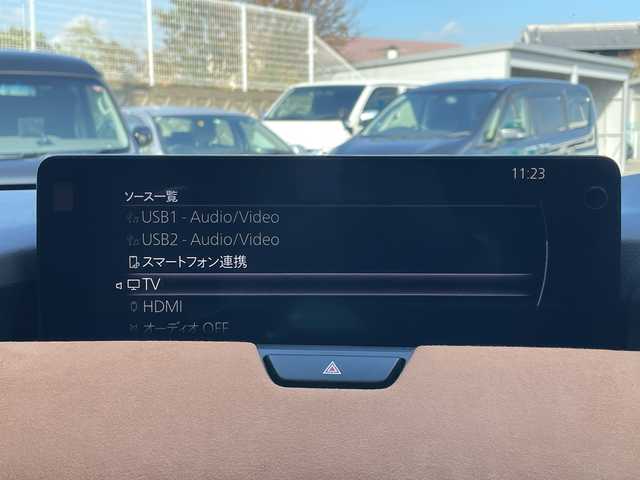 11:23
ソース一覧
USB1 - Audio/Video
USB2 - Audio/Video
スマートフォン連携
TV
HDMI
オーディオ OFF